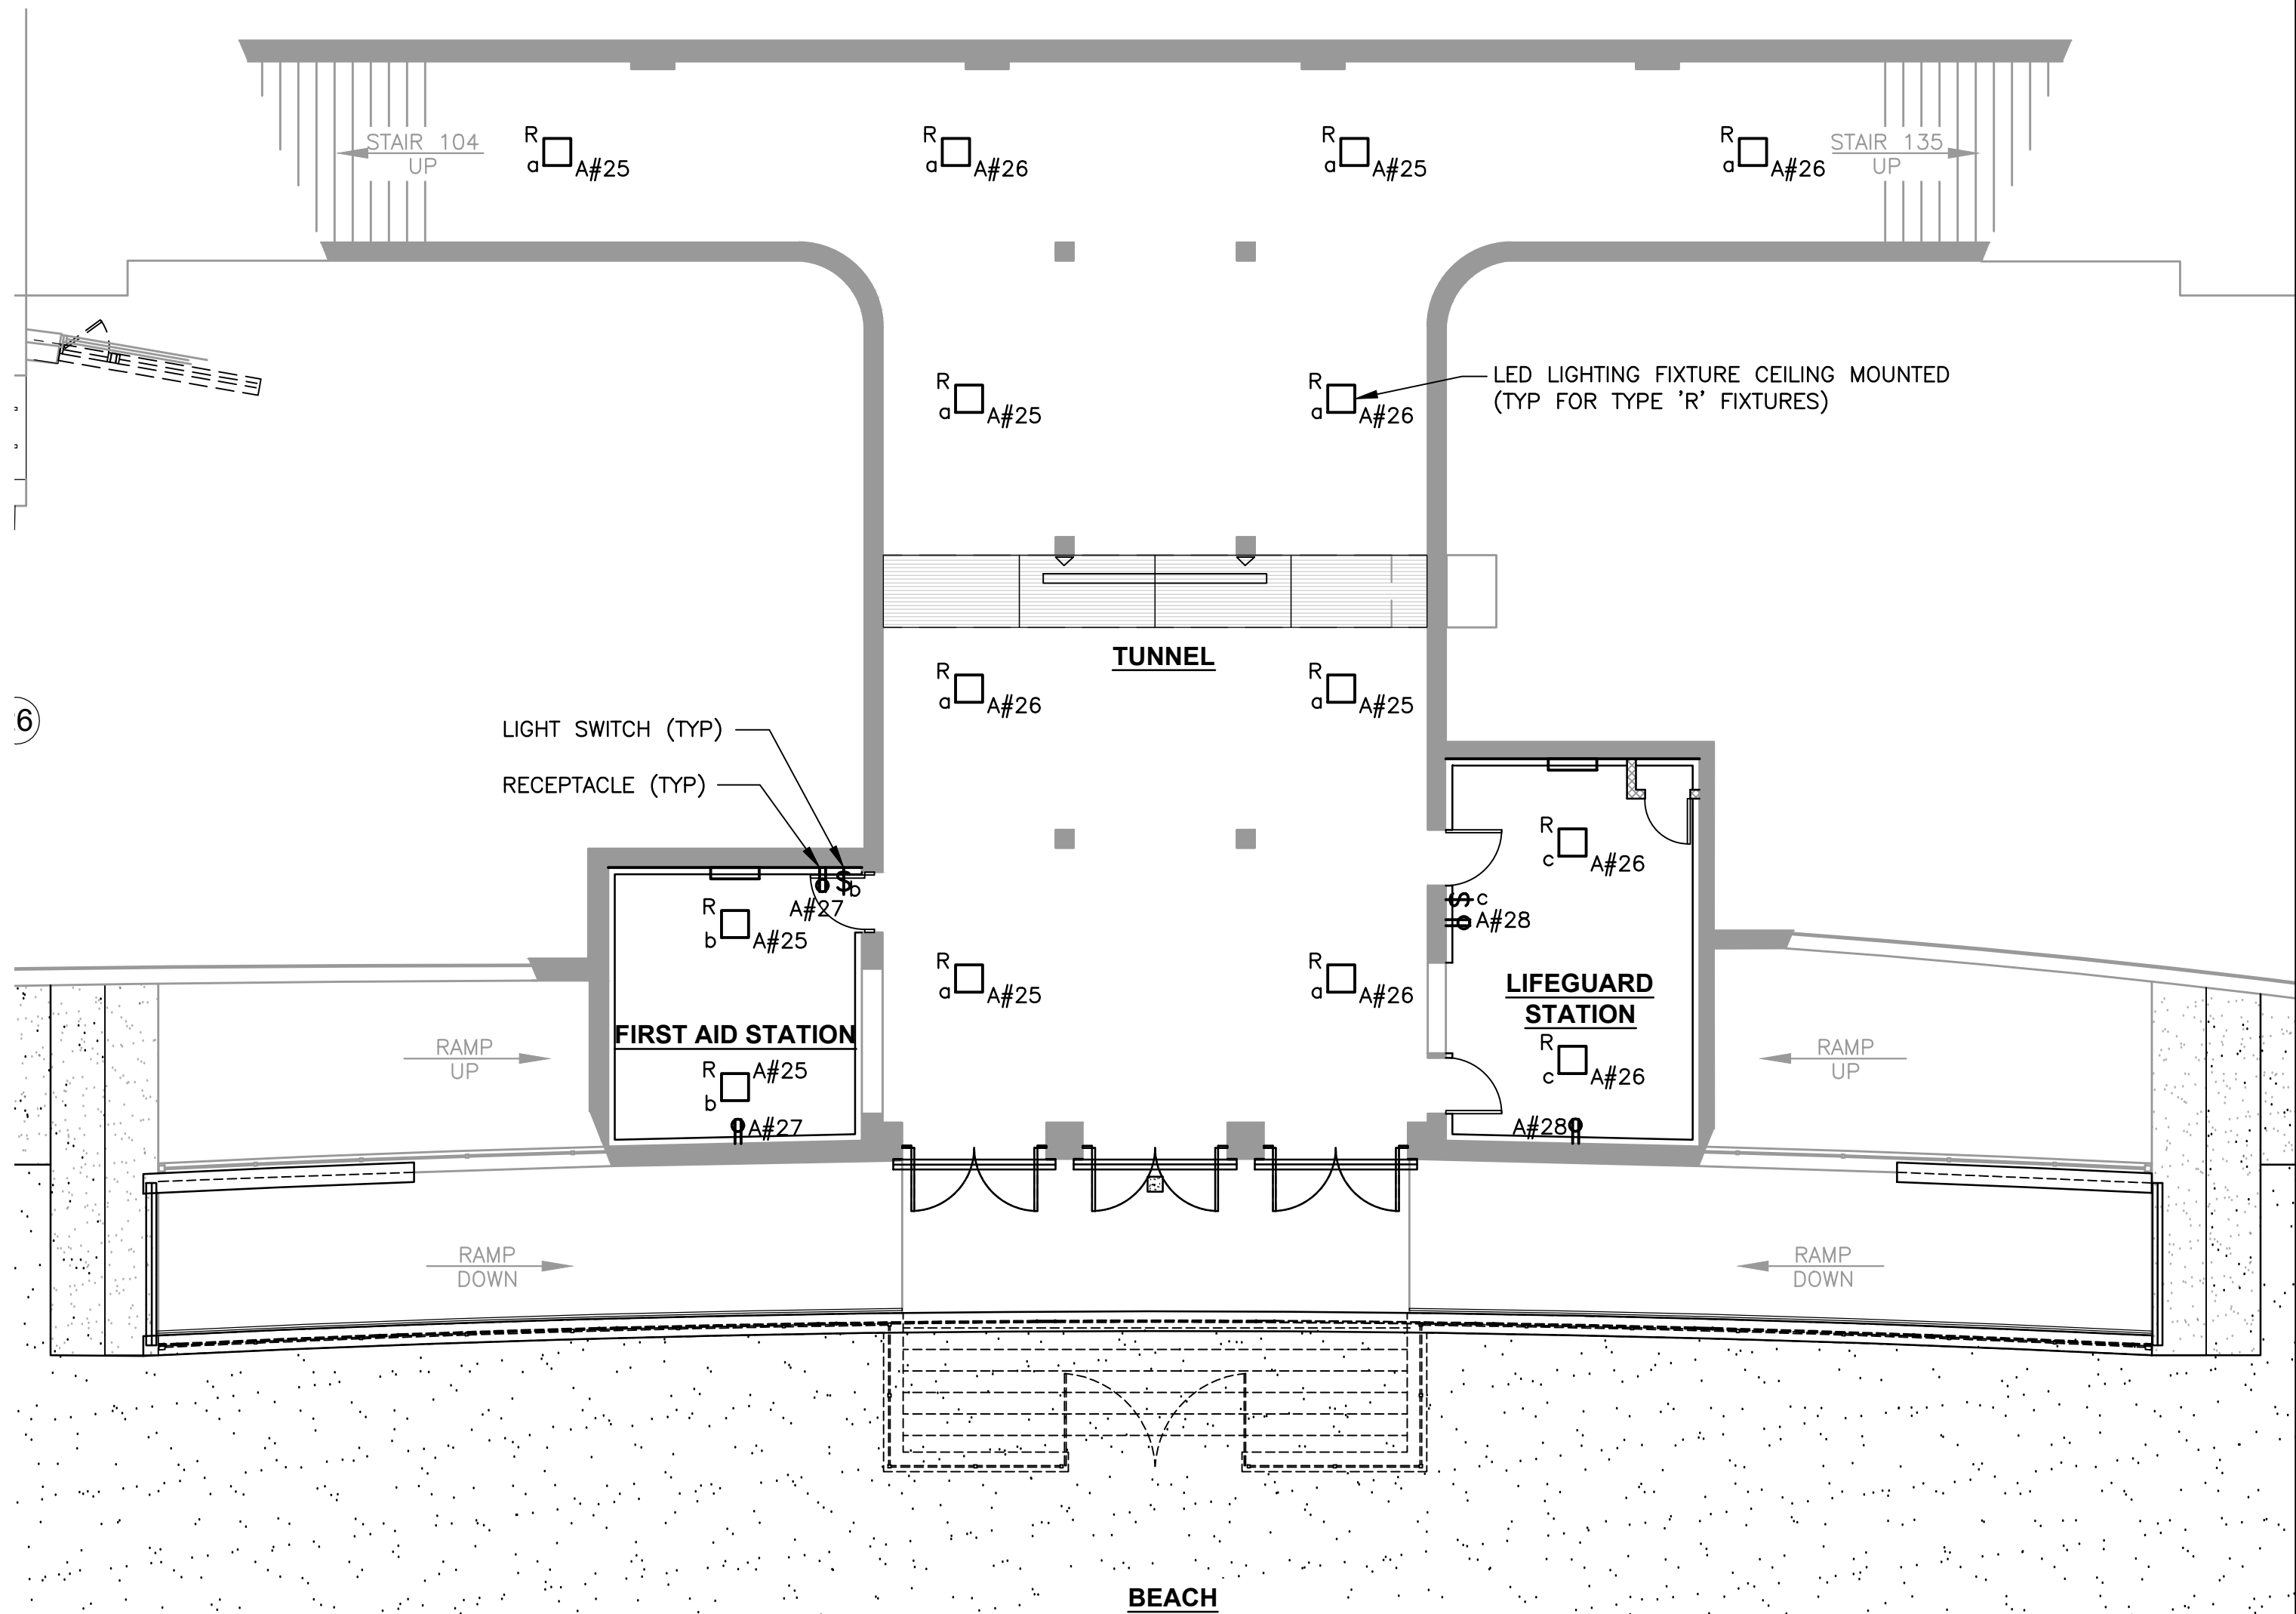 STAIR 104
UP
R
a
A#25
R
a
A#26
R
a
A#25
R
a
A#26
STAIR 135
UP
R
a
A#25
R
a
A#26
LED LIGHTING FIXTURE CEILING MOUNTED
(TYP FOR TYPE 'R' FIXTURES)
TUNNEL
R
a
A#26
R
a
A#25
6
LIGHT SWITCH (TYP)
RECEPTACLE (TYP)
$
b
A#27
R
b
A#25
R
c
A#26
$
c
A#28
R
a
A#25
R
a
A#26
LIFEGUARD
STATION
FIRST AID STATION
R
b
A#25
A#27
R
c
A#26
A#28
RAMP
UP
RAMP
UP
RAMP
DOWN
RAMP
DOWN
BEACH